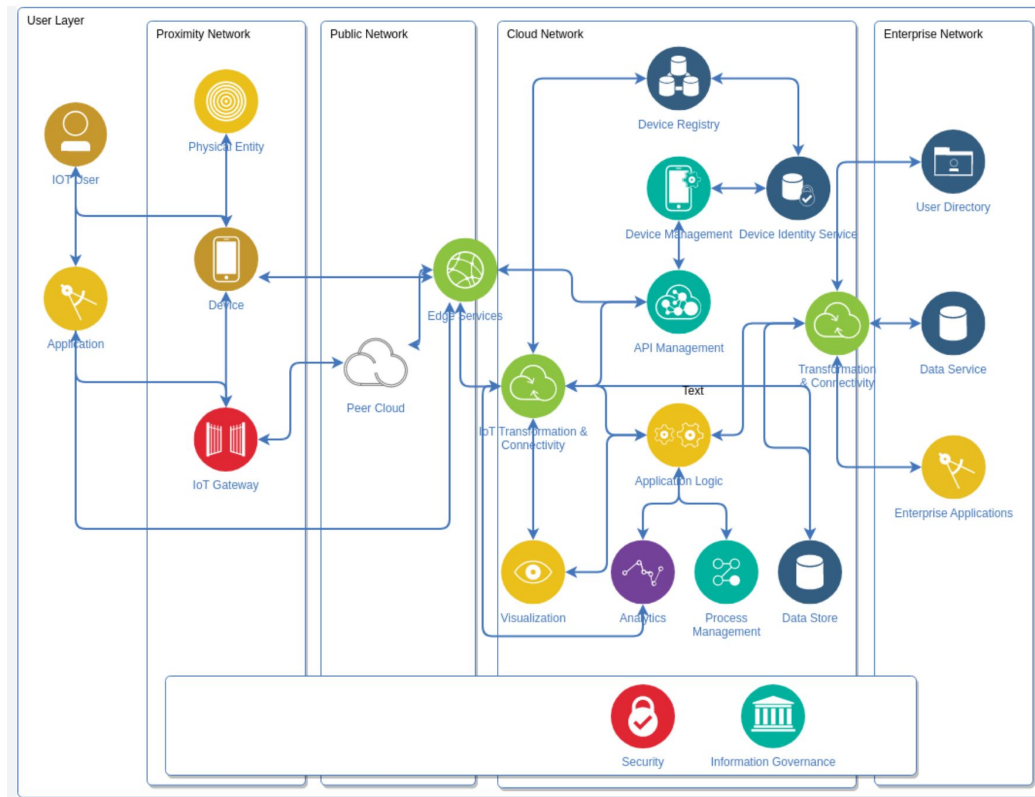 User Layer
Proximity Network
Public Network
Cloud Network
Enterprise Network
Device Registry
Physical Entity
IOT User
User Directory
Device Management
Device Identity Service
Device
Edge Services
Application
API Management
Transformation
& Connectivity
Data Service
Peer Cloud
Text
IoT Transformation &
Connectivity
IoT Gateway
Application Logic
Enterprise Applications
Visualization
Analytics
Process
Management
Data Store
Security
Information Governance